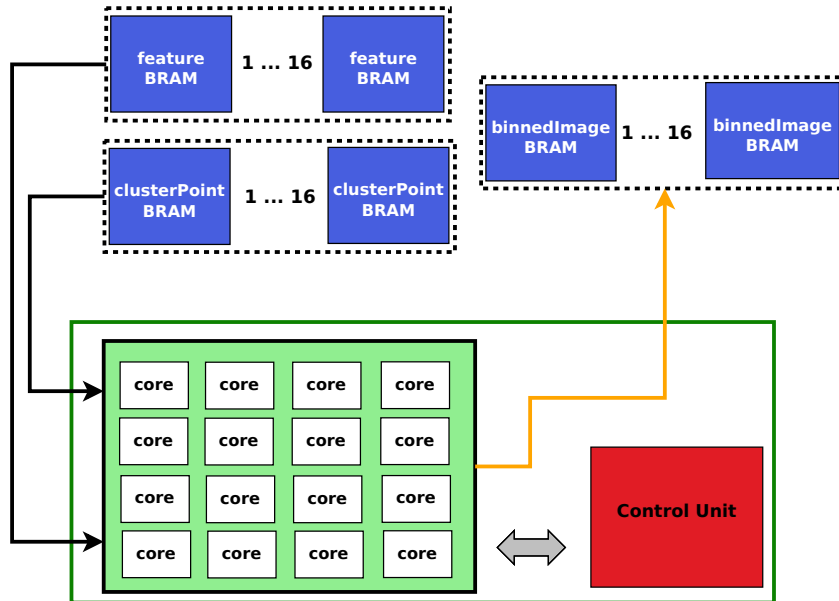 feature
BRAM
1 ... 16
feature
BRAM
binnedImage
BRAM
1 ... 16
binnedImage
BRAM
clusterPoint
BRAM
1 ... 16
clusterPoint
BRAM
core core core core
core core core core
core core core core
core core core core
Control Unit